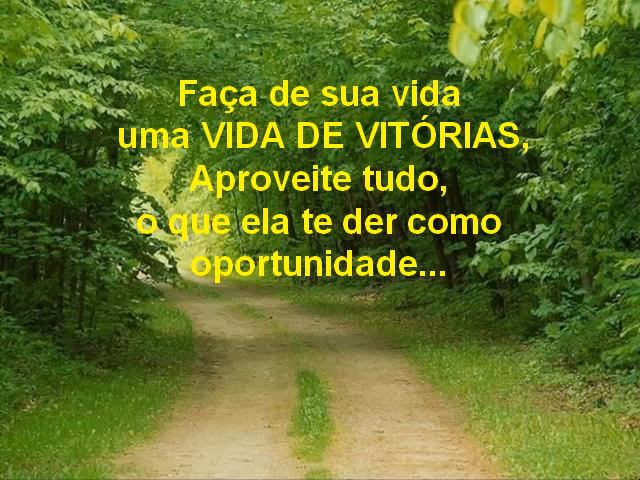 Faça de sua vida
uma VIDA DE VITÓRIAS,
Aproveite tudo,
o que ela te der como
oportunidade...